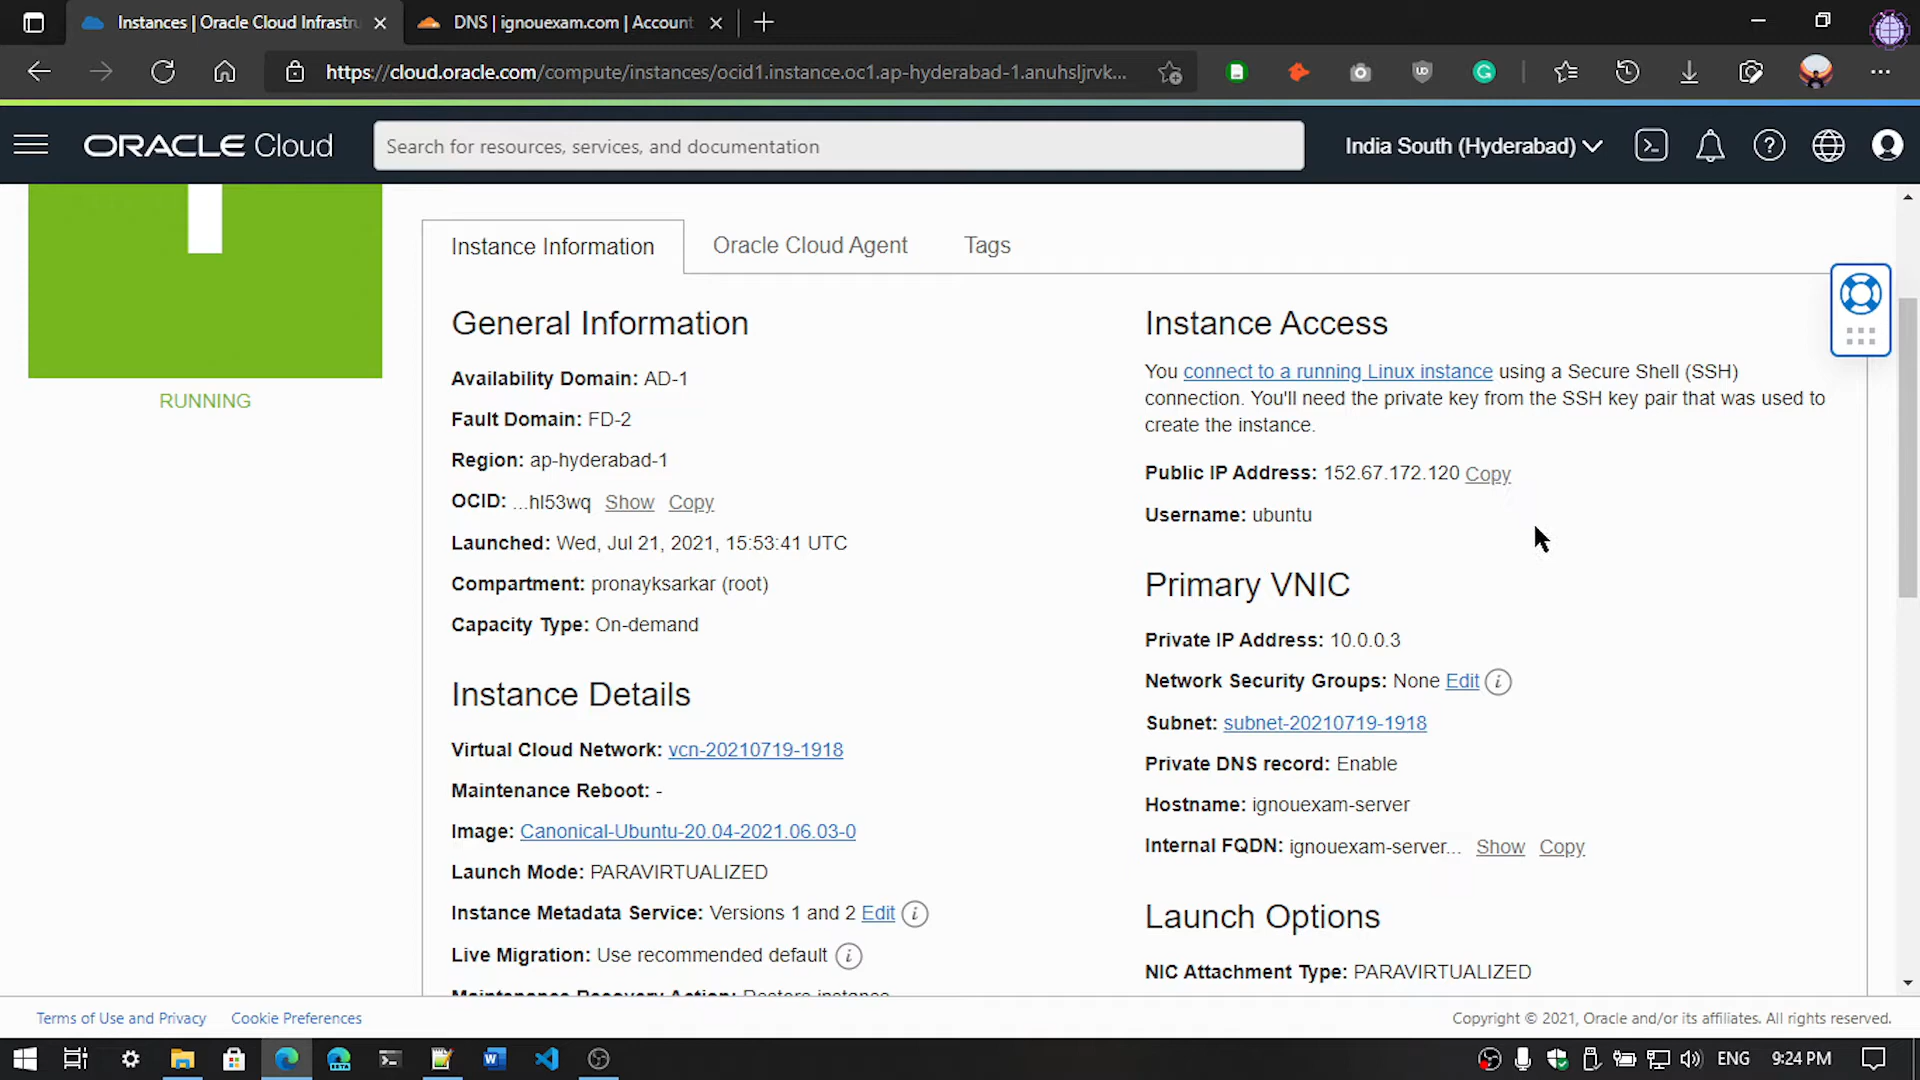 Instances | Oracle Cloud Infrastru
DNS | ignouexam.com | Account
https://cloud.oracle.com/compute/instances/ocid1.instance.oc1.ap-hyderabad-1.anuhsljrvk...
ORACLE Cloud
Search for resources, services, and documentation
India South (Hyderabad)
RUNNING
Instance Information
Oracle Cloud Agent
Tags
General Information
Availability Domain: AD-1
Fault Domain: FD-2
Region: ap-hyderabad-1
OCID: ...hl53wq Show Copy
Launched: Wed, Jul 21, 2021, 15:53:41 UTC
Compartment: pronayksarkar (root)
Capacity Type: On-demand
Instance Details
Virtual Cloud Network: vcn-20210719-1918
Maintenance Reboot: -
Image: Canonical-Ubuntu-20.04-2021.06.03-0
Launch Mode: PARAVIRTUALIZED
Instance Metadata Service: Versions 1 and 2 Edit
Live Migration: Use recommended default
Maintenance Recovery Action: Restore instance
Instance Access
You connect to a running Linux instance using a Secure Shell (SSH)
connection. You'll need the private key from the SSH key pair that was used to
create the instance.
Public IP Address: 152.67.172.120 Copy
Username: ubuntu
Primary VNIC
Private IP Address: 10.0.0.3
Network Security Groups: None Edit
Subnet: subnet-20210719-1918
Private DNS record: Enable
Hostname: ignouexam-server
Internal FQDN: ignouexam-server... Show Copy
Launch Options
NIC Attachment Type: PARAVIRTUALIZED
Terms of Use and Privacy
Cookie Preferences
Copyright © 2021, Oracle and/or its affiliates. All rights reserved.
ENG
9:24 PM